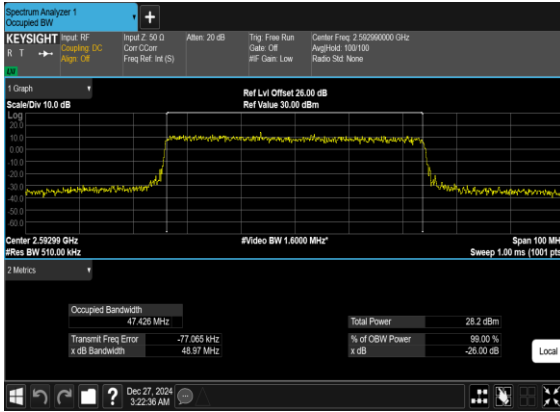 Spectrum Analyzer 1
Occupied BW
+
KEYSIGHT Input: RF Input Z: 50 Ω Atten: 20 dB Trig: Free Run Center Freq: 2.592990000 GHz
R T Coupling: DC Corr CCorr Gate: Off Avg|Hold: 100/100
Align: Off Freq Ref: Int (S) #IF Gain: Low Radio Std: None
1 Graph
Ref Lvl Offset 26.00 dB
Scale/Div 10.0 dB Ref Value 30.00 dBm
Log
20.0
10.0
0.00
-10.0
-20.0
-30.0
-40.0
-50.0
-60.0
Center 2.59299 GHz #Video BW 1.6000 MHz* Span 100 MH
#Res BW 510.00 kHz Sweep 1.00 ms (1001 pts
2 Metrics
Occupied Bandwidth
47.426 MHz Total Power 28.2 dBm
Transmit Freq Error -77.065 kHz % of OBW Power 99.00 %
x dB Bandwidth 48.97 MHz x dB -26.00 dB
Local
? Dec 27, 2024
3:22:36 AM